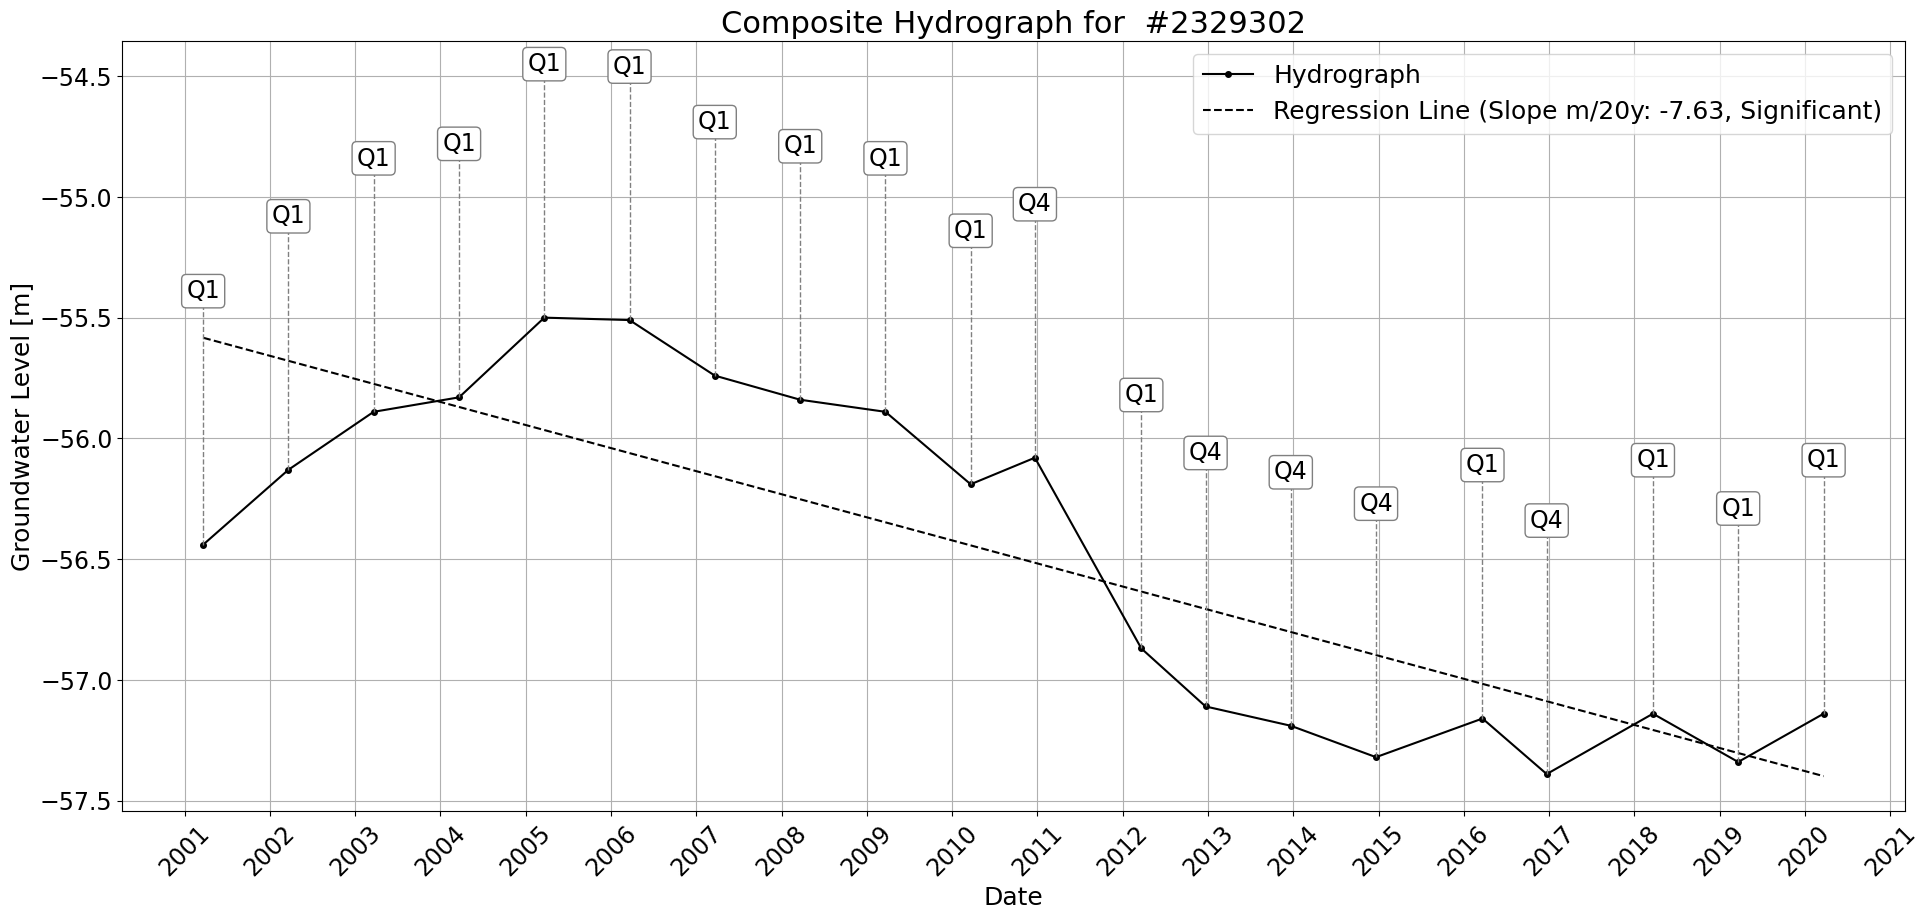 Composite Hydrograph for  #2329302
Hydrograph
Regression Line (Slope m/20y: -7.63, Significant)
Groundwater Level [m]
−54.5
−55.0
−55.5
−56.0
−56.5
−57.0
−57.5
Q1
Q1
Q1
Q1
Q1
Q1
Q1
Q1
Q1
Q1
Q4
Q1
Q4
Q4
Q4
Q1
Q4
Q1
Q1
Q1
2001
2002
2003
2004
2005
2006
2007
2008
2009
2010
2011
2012
2013
2014
2015
2016
2017
2018
2019
2020
2021
Date